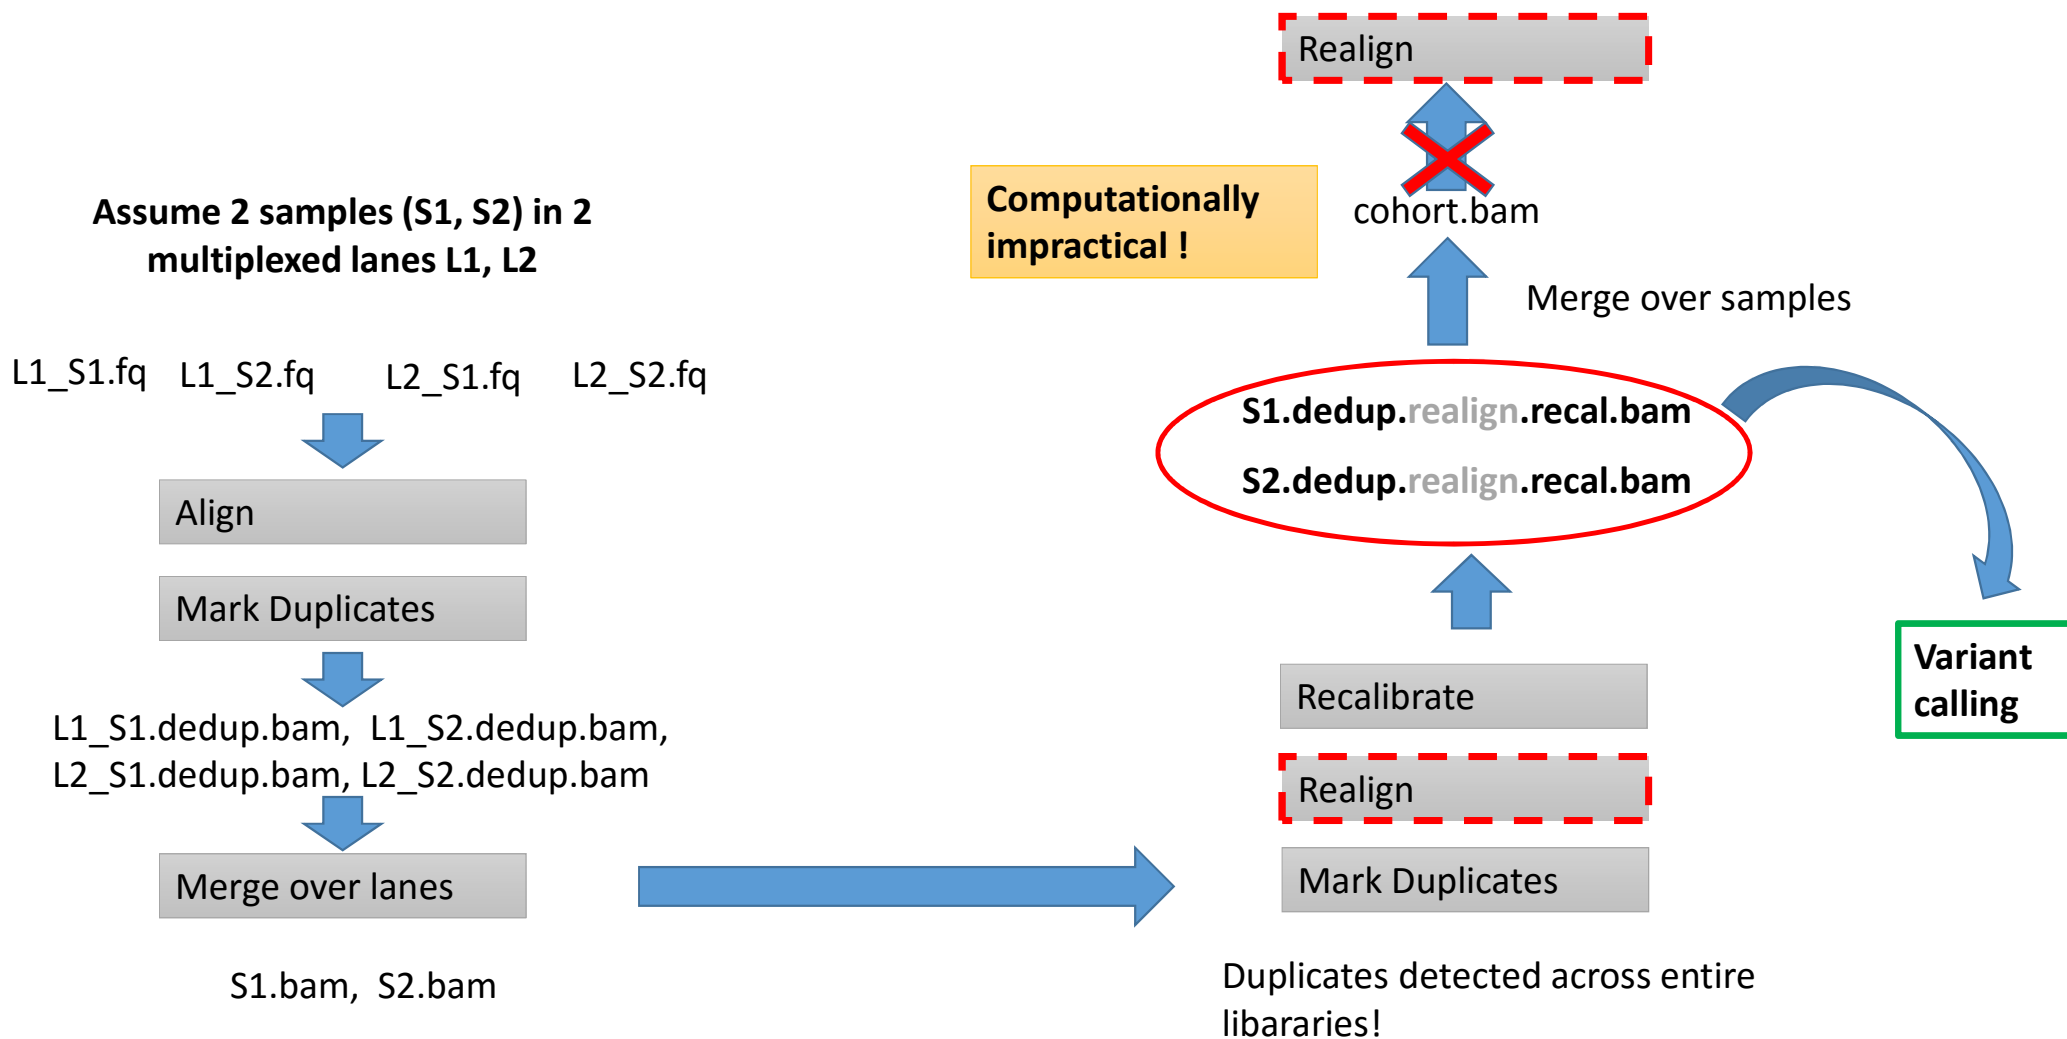 Assume 2 samples (S1, S2) in 2
multiplexed lanes L1, L2
L1_S1.fq L1_S2.fq L2_S1.fq L2_S2.fq
Align
Mark Duplicates
L1_S1.dedup.bam, L1_S2.dedup.bam,
L2_S1.dedup.bam, L2_S2.dedup.bam
Merge over lanes
S1.bam, S2.bam
Realign
Computationally
impractical !
cohort.bam
Merge over samples
S1.dedup.realign.recal.bam
S2.dedup.realign.recal.bam
Variant
calling
Recalibrate
Realign
Mark Duplicates
Duplicates detected across entire
libararies!